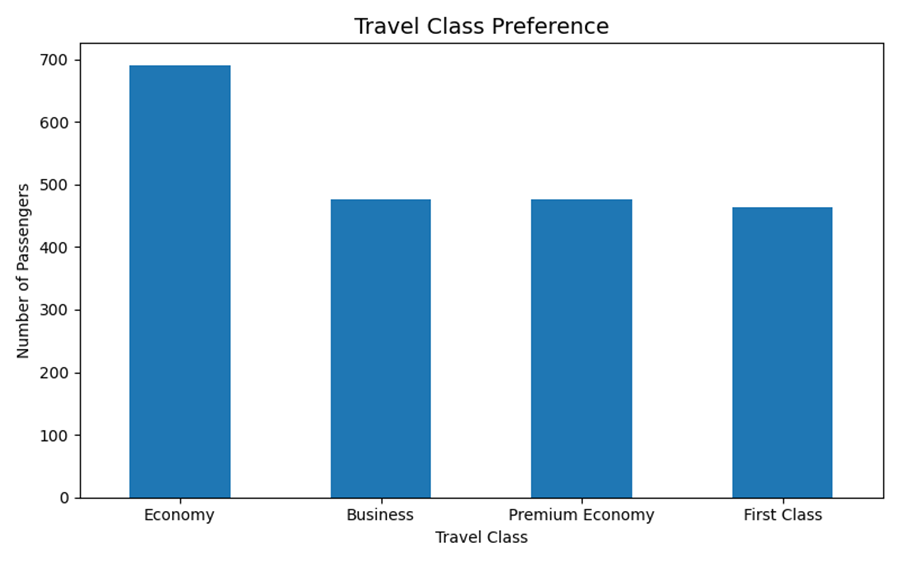 Travel Class Preference
Number of Passengers
700
600
500
400
300
200
100
0
Economy Business Premium Economy First Class
Travel Class